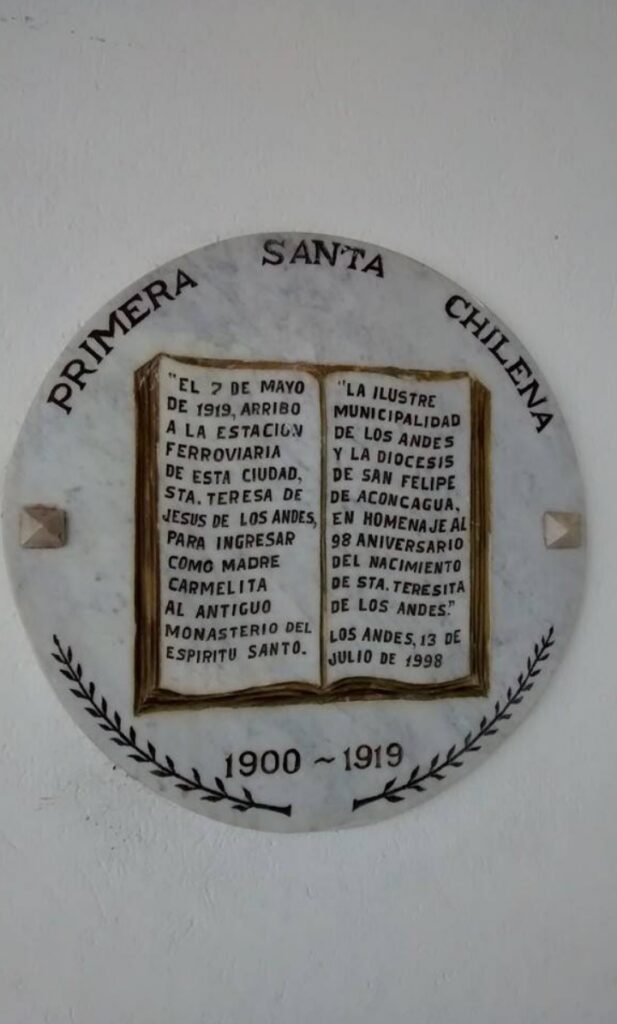 PRIMERA SANTA CHILENA
"EL 7 DE MAYO
DE 1919, ARRIBO
A LA ESTACION
FERROVIARIA
DE ESTA CIUDAD,
STA. TERESA DE
JESUS DE LOS ANDES,
PARA INGRESAR
COMO MADRE
CARMELITA
AL ANTIGUO
MONASTERIO DEL
ESPIRITU SANTO.
"LA ILUSTRE
MUNICIPALIDAD
DE LOS ANDES
Y LA DIOCESIS
DE SAN FELIPE
DE ACONCAGUA,
EN HOMENAJE AL
98 ANIVERSARIO
DEL NACIMIENTO
DE STA. TERESITA
DE LOS ANDES."
LOS ANDES, 13 DE
JULIO DE 1998
1900 ~ 1919